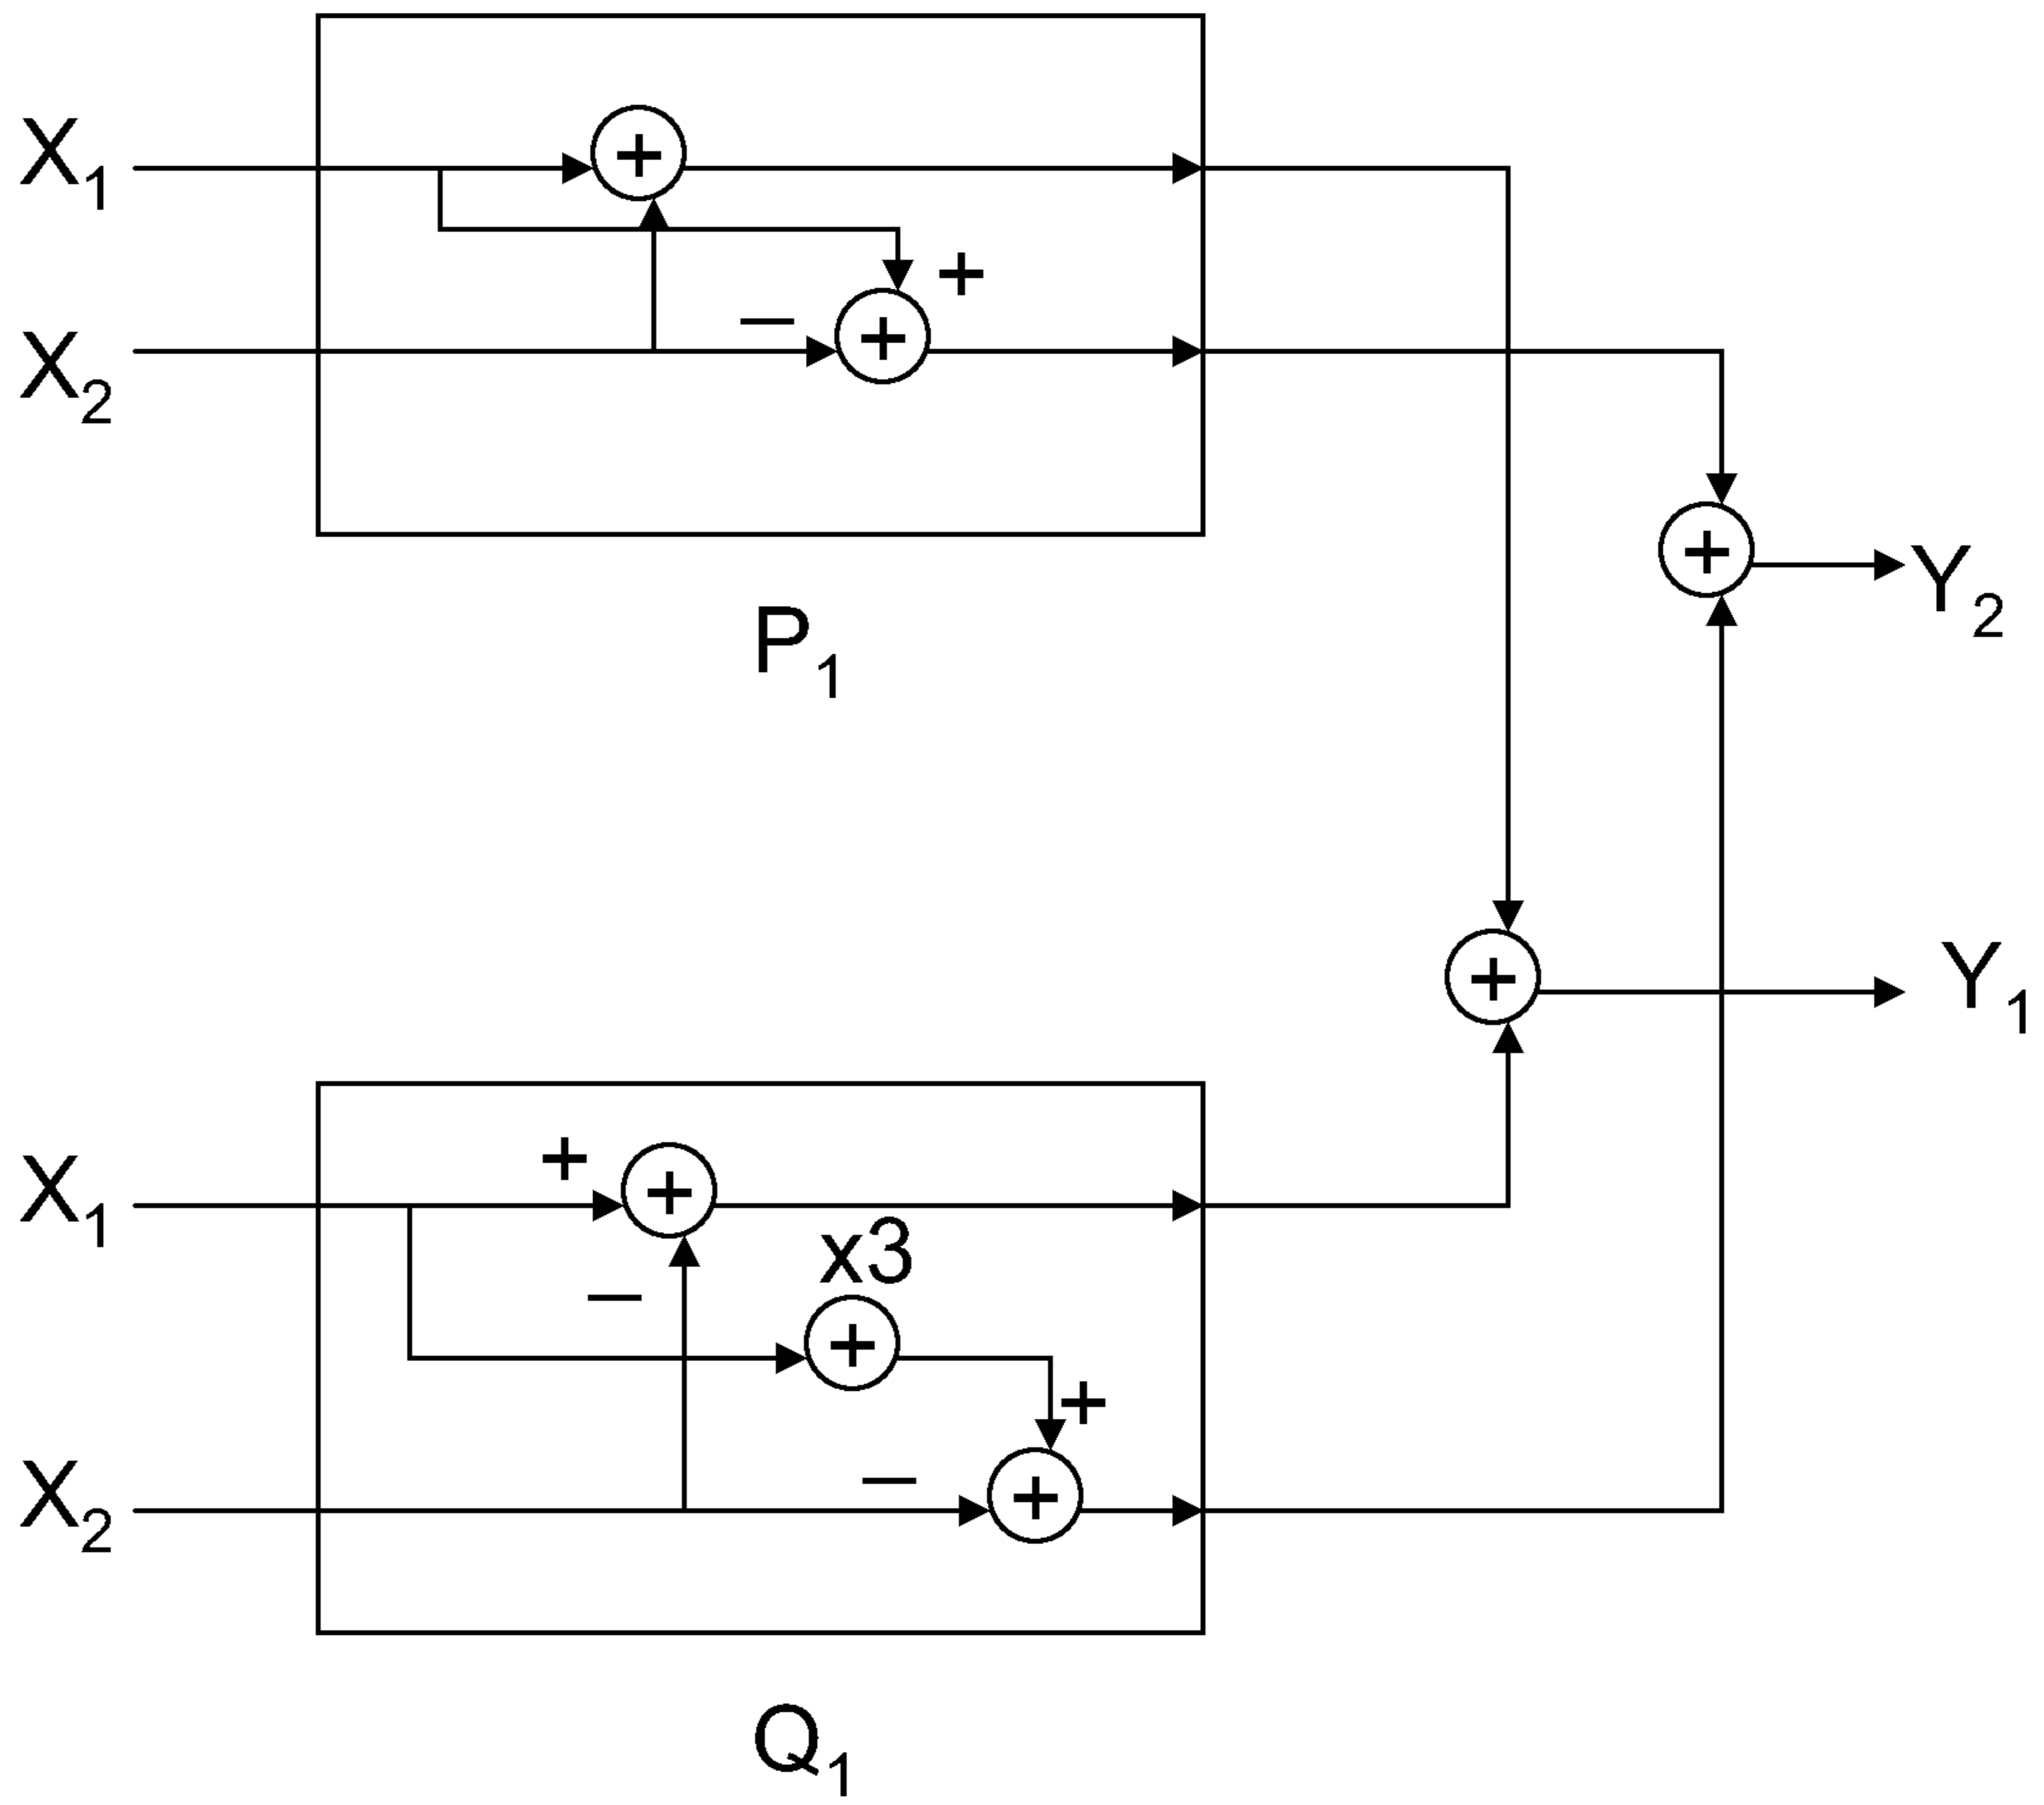 X1
+
+
X2
–
+
P1
+
Y2
+
Y1
+
X1
+
x3
–
+
+
X2
–
+
Q1